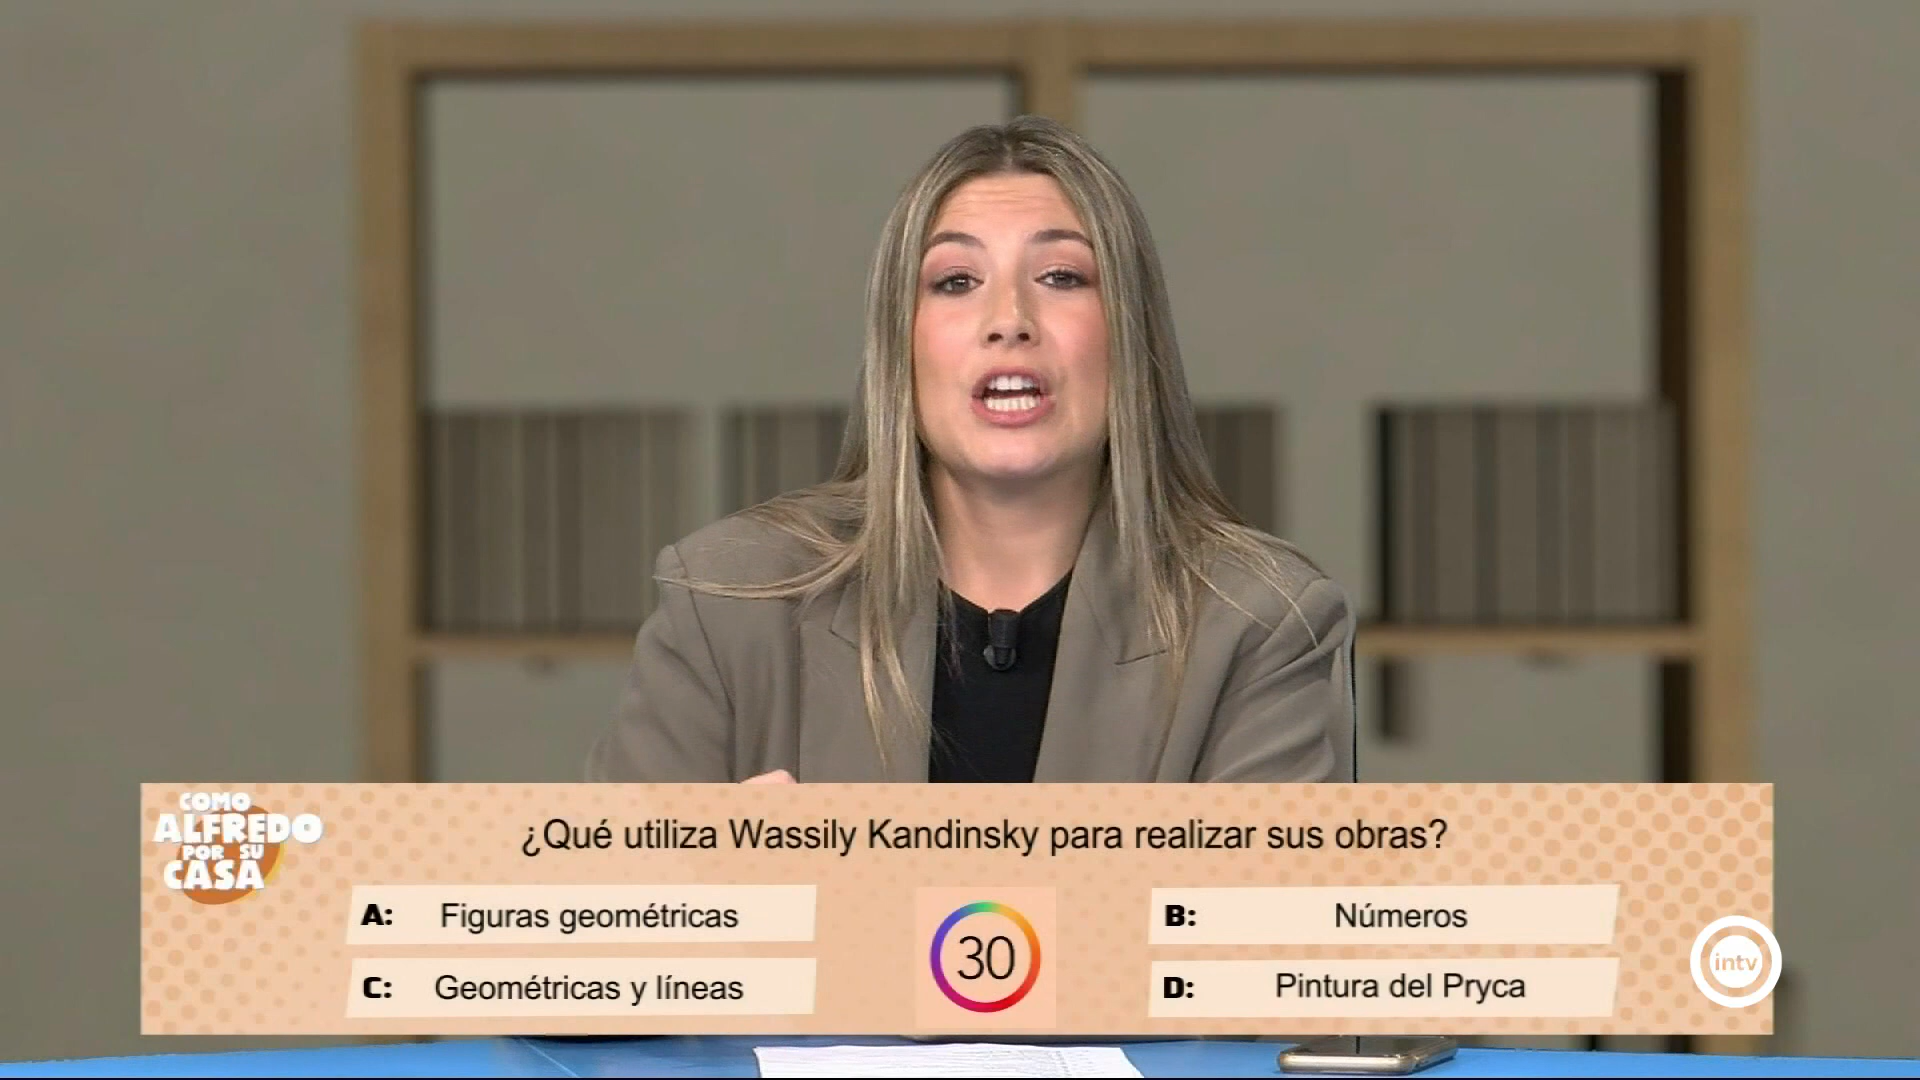 COMO
ALFREDO
POR SU
CASA
¿Qué utiliza Wassily Kandinsky para realizar sus obras?
A: Figuras geométricas
B: Números
30
C: Geométricas y líneas
D: Pintura del Pryca
intv